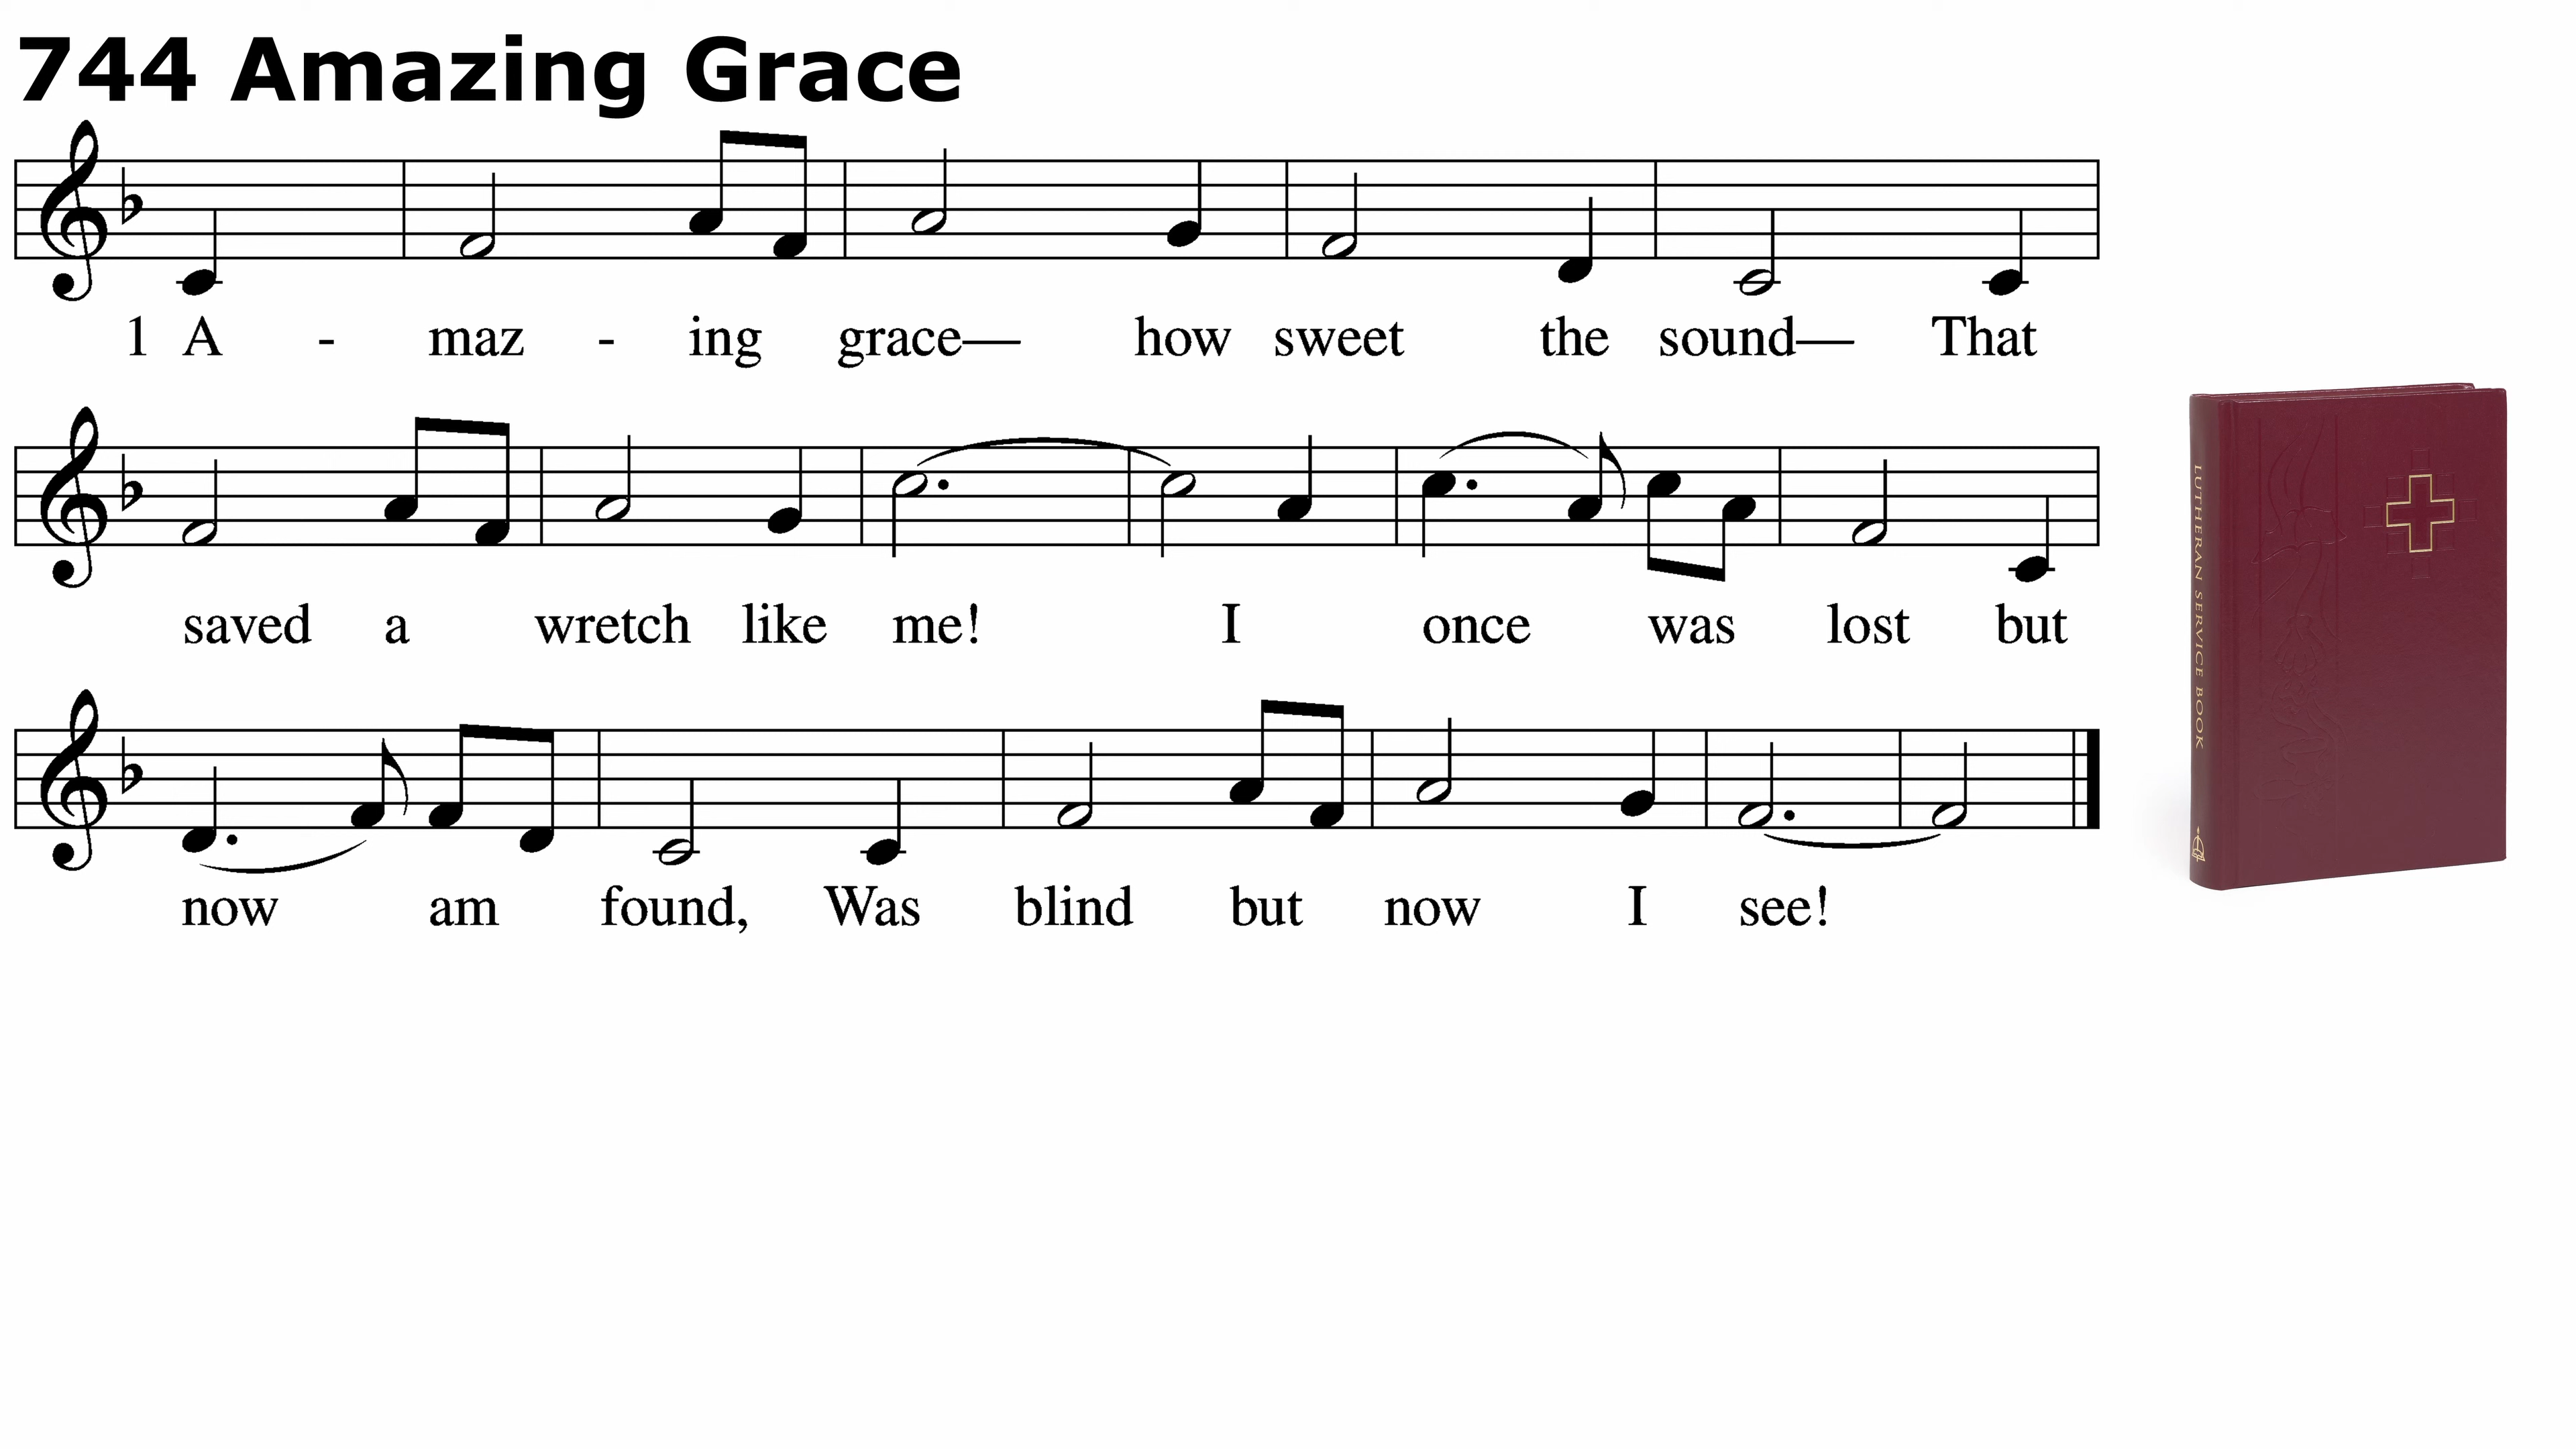 744 Amazing Grace
1 A - maz - ing grace— how sweet the sound— That
saved a wretch like me! I once was lost but
now am found, Was blind but now I see!
LUTHERAN SERVICE BOOK